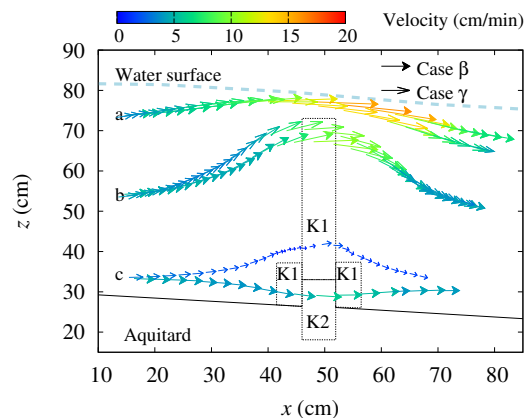 Velocity (cm/min)
0 5 10 15 20
90
80
70
60
50
40
30
20
z (cm)
Water surface
Case β
Case γ
a
b
c
K1
K1 K1
K2
Aquitard
10 20 30 40 50 60 70 80
x (cm)